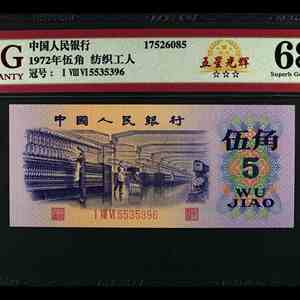 G
ARANTY
中国人民银行
17526085
1972年伍角 纺织工人
冠号: I VIII VI 5535396
五星光辉
68
Superb G
中国人民银行
伍角
5
WU
JIAO
I VIII VI 5535396